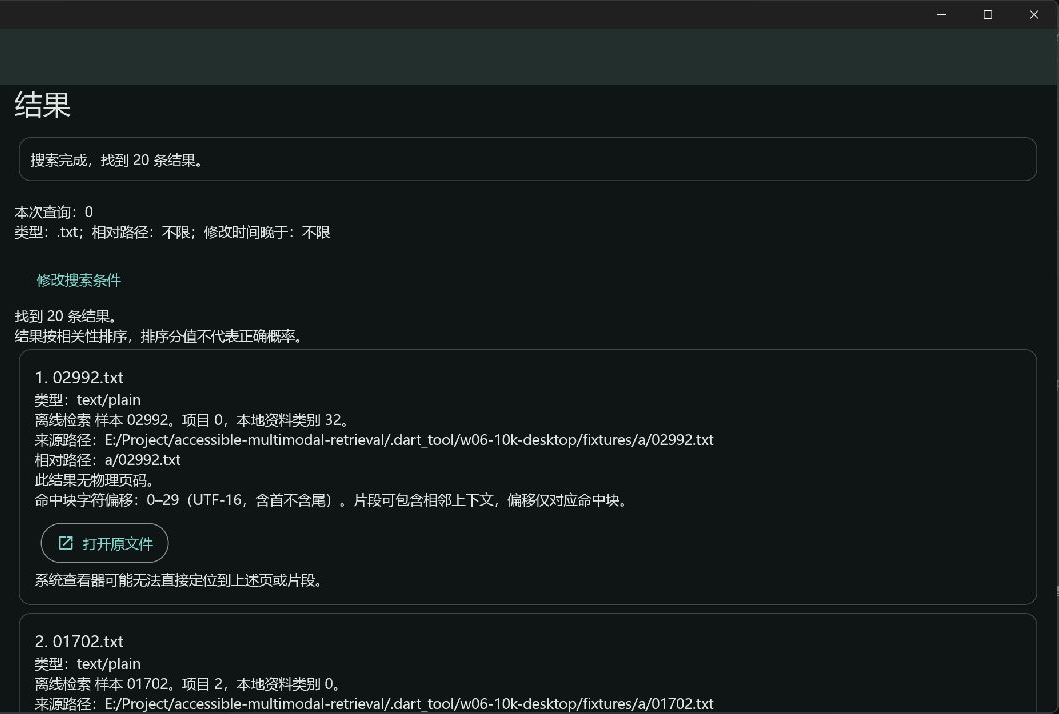 结果
搜索完成，找到 20 条结果。
本次查询：0
类型：.txt；相对路径：不限；修改时间晚于：不限
修改搜索条件
找到 20 条结果。
结果按相关性排序，排序分值不代表正确概率。
1. 02992.txt
类型：text/plain
离线检索 样本 02992。项目 0，本地资料类别 32。
来源路径：E:/Project/accessible-multimodal-retrieval/.dart_tool/w06-10k-desktop/fixtures/a/02992.txt
相对路径：a/02992.txt
此结果无物理页码。
命中块字符偏移：0–29（UTF-16，含首不含尾）。片段可包含相邻上下文，偏移仅对应命中块。
打开原文件
系统查看器可能无法直接定位到上述页或片段。
2. 01702.txt
类型：text/plain
离线检索 样本 01702。项目 2，本地资料类别 0。
来源路径：E:/Project/accessible-multimodal-retrieval/.dart_tool/w06-10k-desktop/fixtures/a/01702.txt